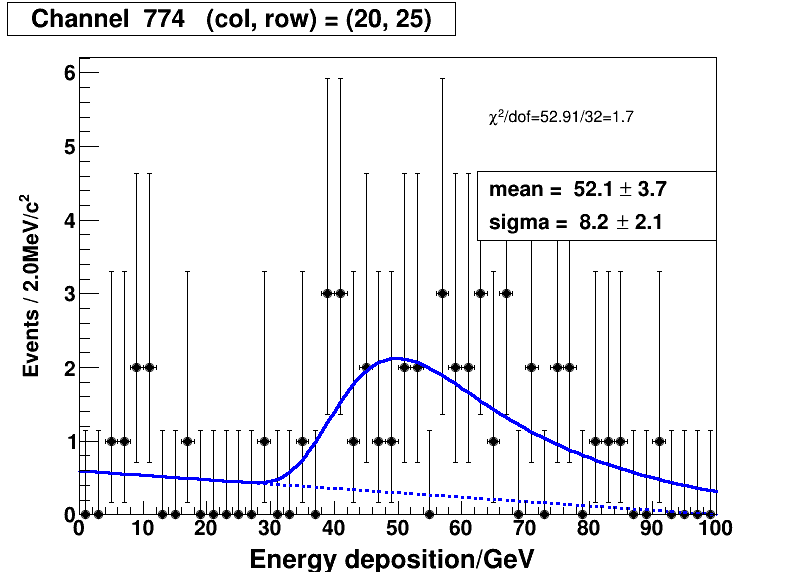 Channel 774 (col, row) = (20, 25)
χ²/dof=52.91/32=1.7
mean = 52.1 ± 3.7
sigma = 8.2 ± 2.1
Events / 2.0MeV/c²
6
5
4
3
2
1
0
0 10 20 30 40 50 60 70 80 90 100
Energy deposition/GeV